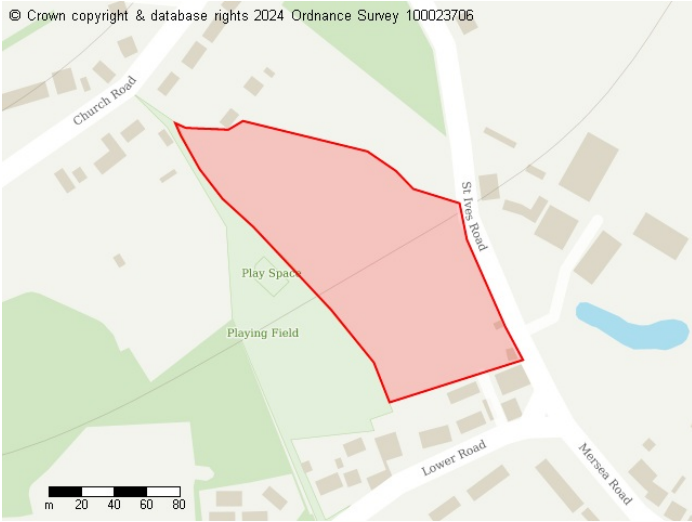 © Crown copyright & database rights 2024 Ordnance Survey 100023706
Church Road
St Ives Road
Play Space
Playing Field
Lower Road
Mersea Road
m 20 40 60 80